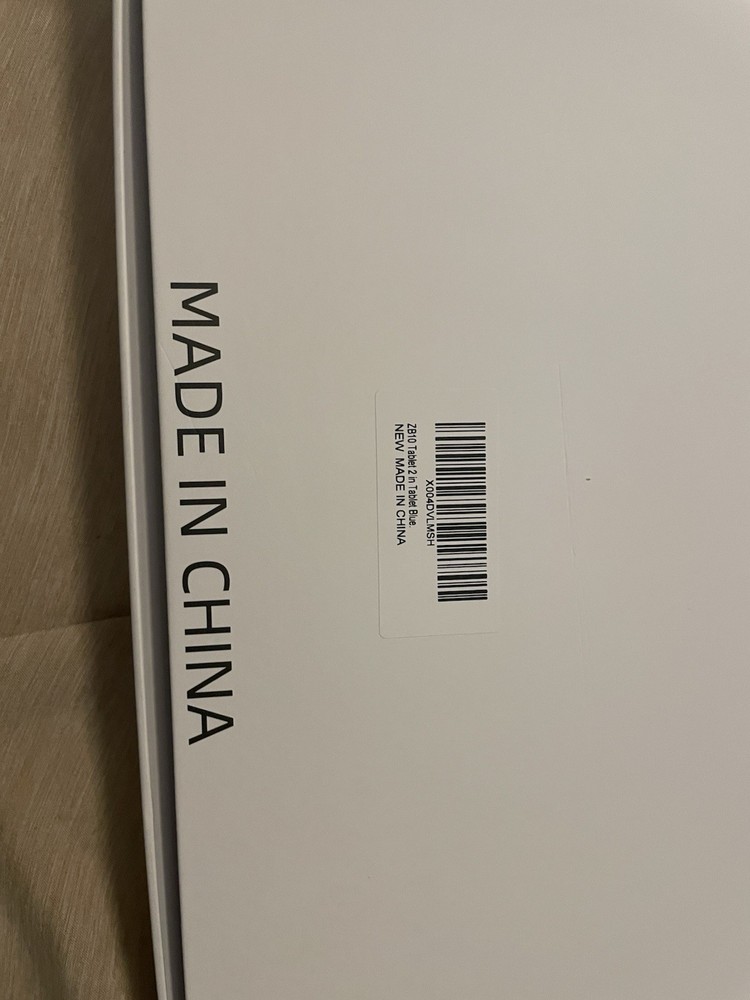 MADE IN CHINA
X004DVLMSH
ZB10 Tablet 2 in Tablet Blue.
NEW MADE IN CHINA